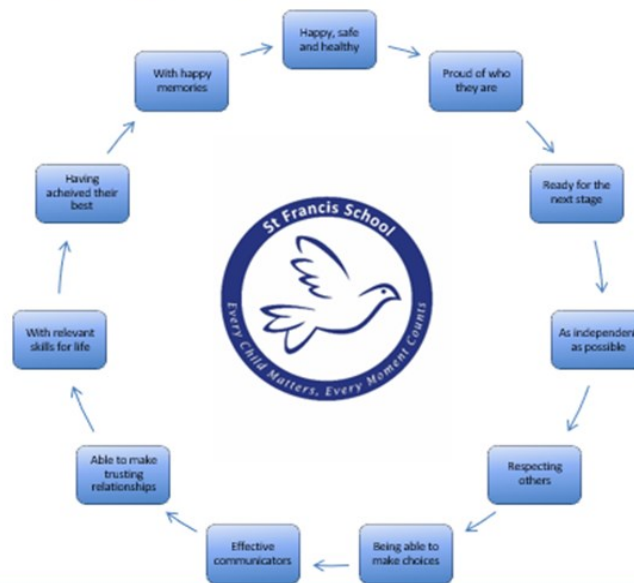 Happy, safe
and healthy
Proud of who
they are
Ready for the
next stage
As independent
as possible
Respecting
others
Being able to
make choices
Effective
communicators
Able to make
trusting
relationships
With relevant
skills for life
Having
acheived their
best
With happy
memories
St Francis School
Every Child Matters, Every Moment Counts